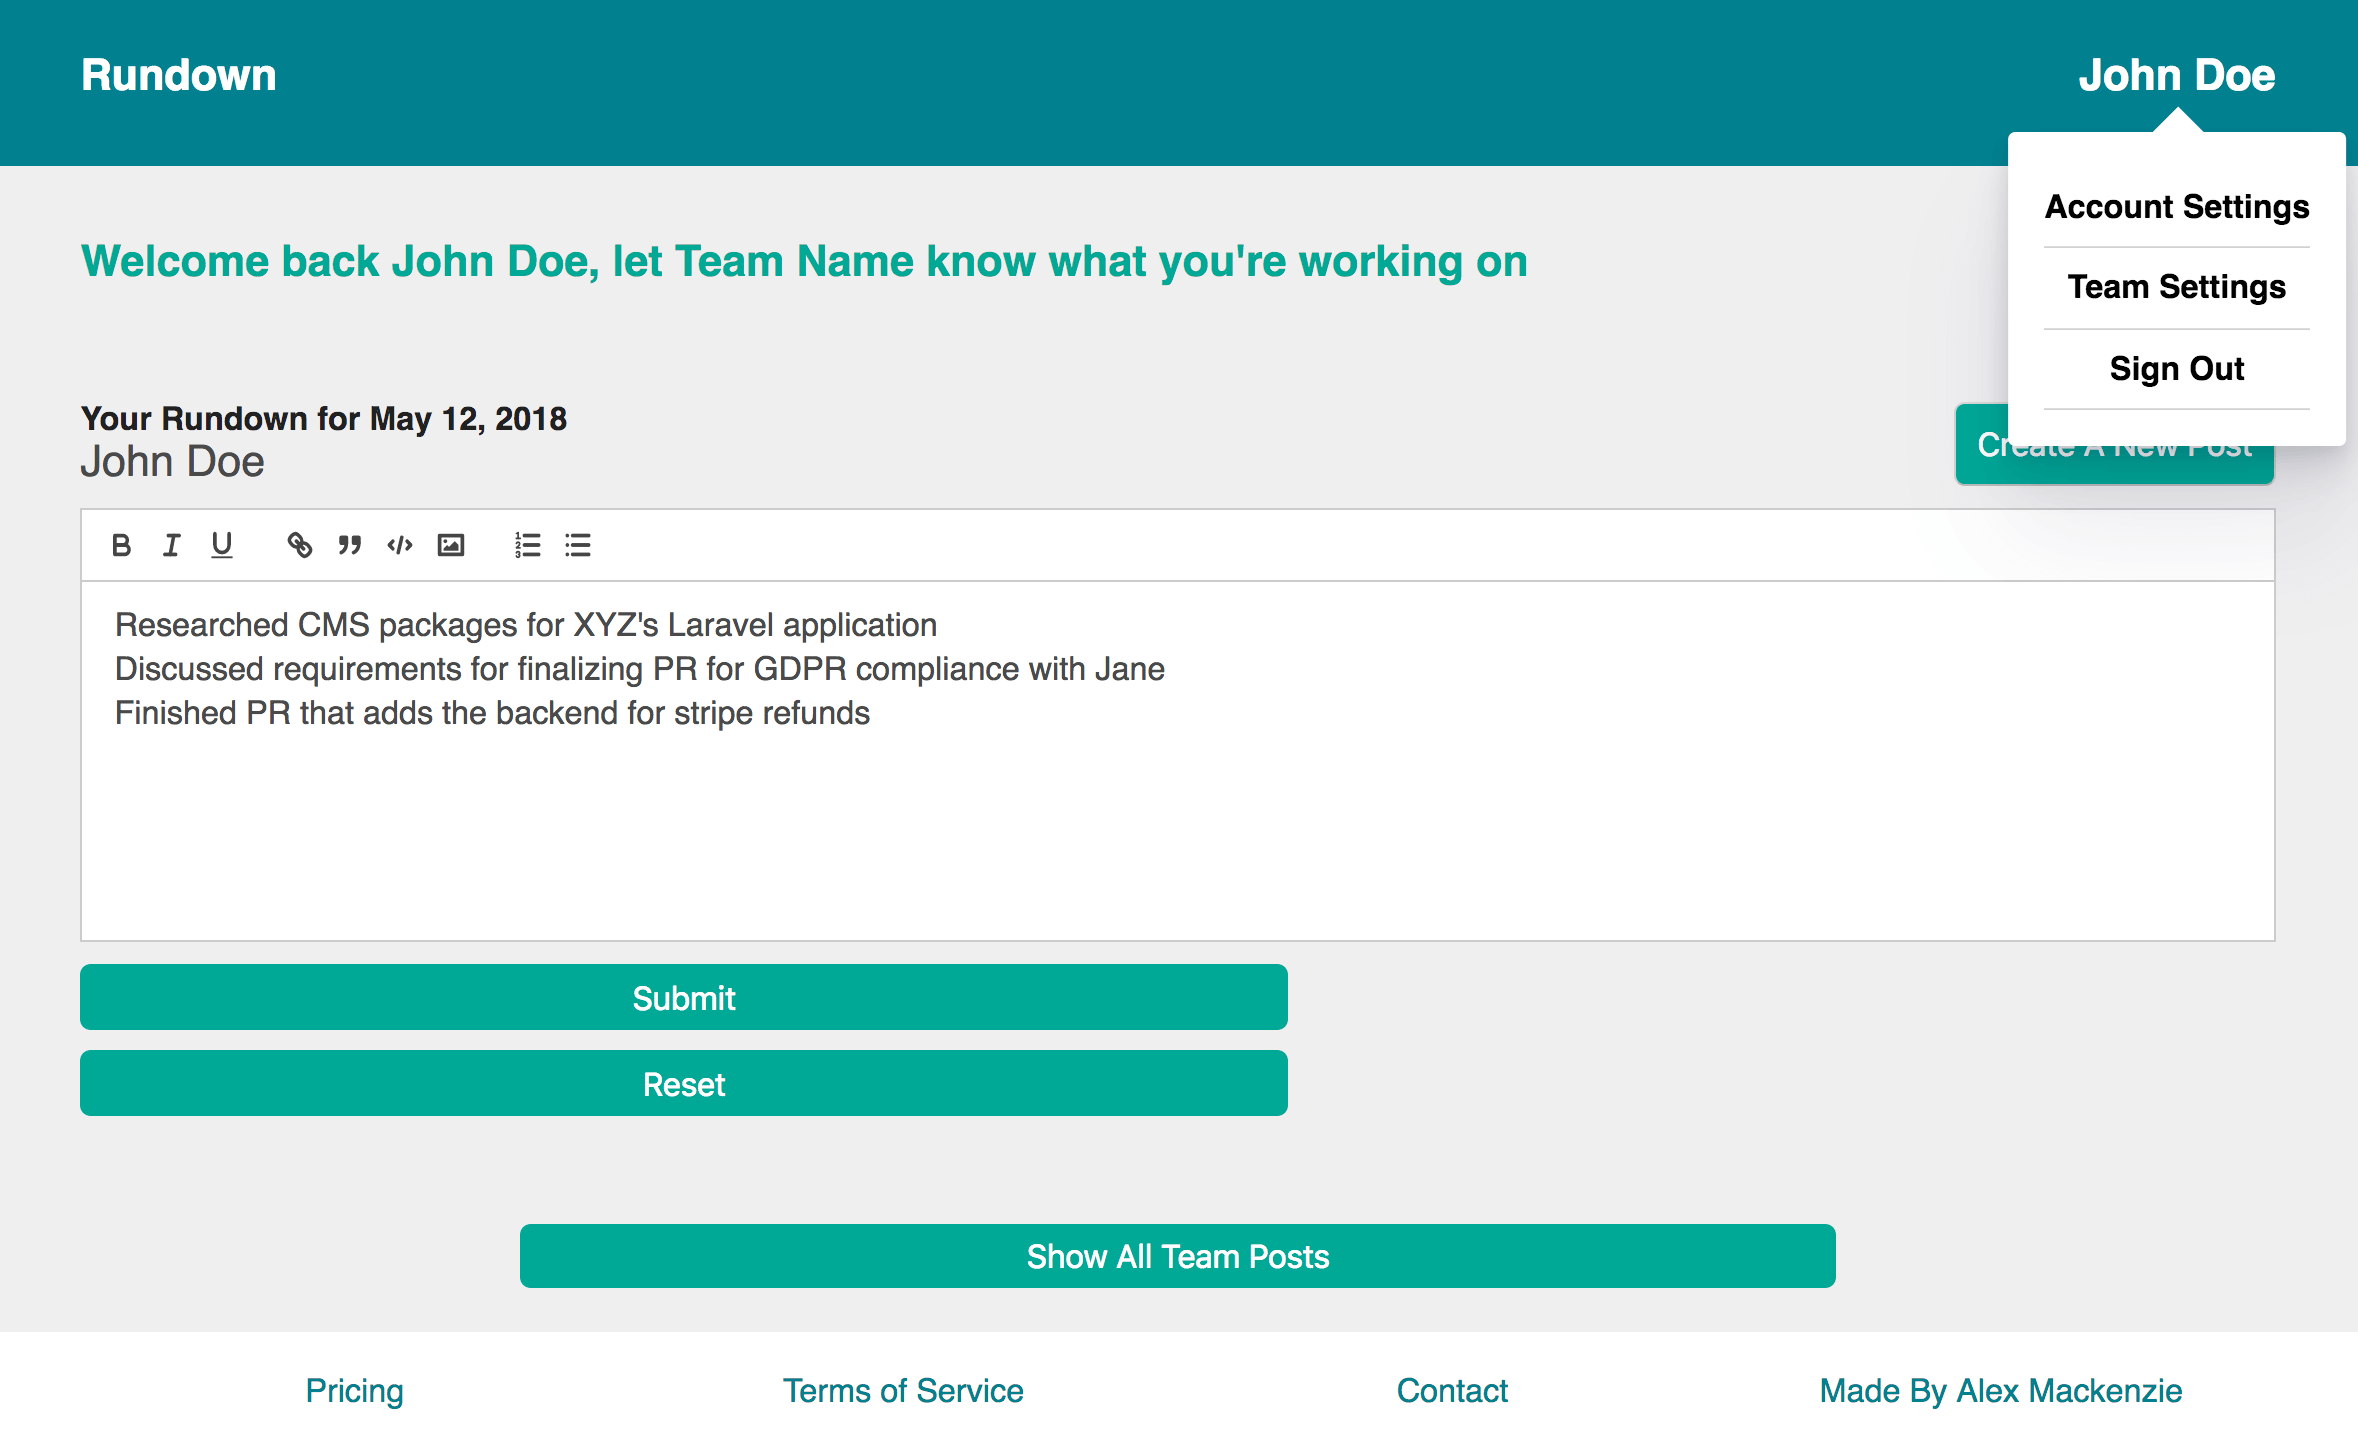 Rundown
John Doe
Account Settings
Team Settings
Sign Out
Welcome back John Doe, let Team Name know what you're working on
Your Rundown for May 12, 2018
John Doe
Create A New Post
Researched CMS packages for XYZ's Laravel application
Discussed requirements for finalizing PR for GDPR compliance with Jane
Finished PR that adds the backend for stripe refunds
Submit
Reset
Show All Team Posts
Pricing
Terms of Service
Contact
Made By Alex Mackenzie